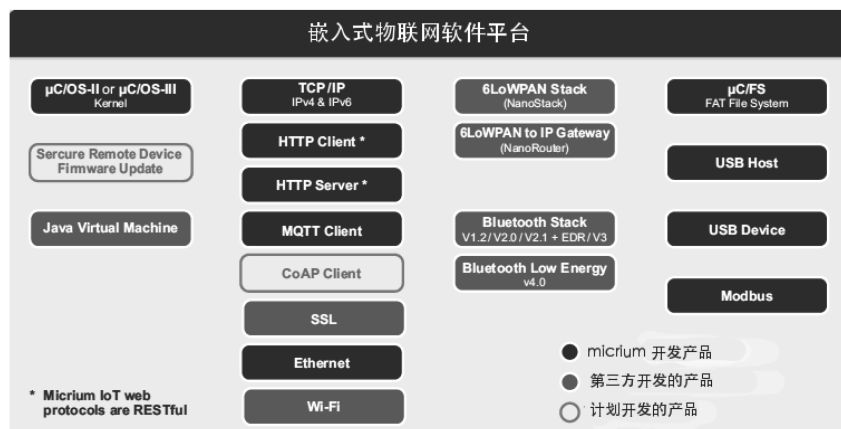 嵌入式物联网软件平台
µC/OS-II or µC/OS-III
Kernel
Sercure Remote Device
Firmware Update
Java Virtual Machine
TCP/IP
IPv4 & IPv6
HTTP Client *
HTTP Server *
MQTT Client
CoAP Client
SSL
Ethernet
Wi-Fi
6LoWPAN Stack
(NanoStack)
6LoWPAN to IP Gateway
(NanoRouter)
Bluetooth Stack
V1.2/V2.0/V2.1 + EDR/V3
Bluetooth Low Energy
v4.0
µC/FS
FAT File System
USB Host
USB Device
Modbus
micrium 开发产品
第三方开发的产品
计划开发的产品
* Micrium IoT web
protocols are RESTful